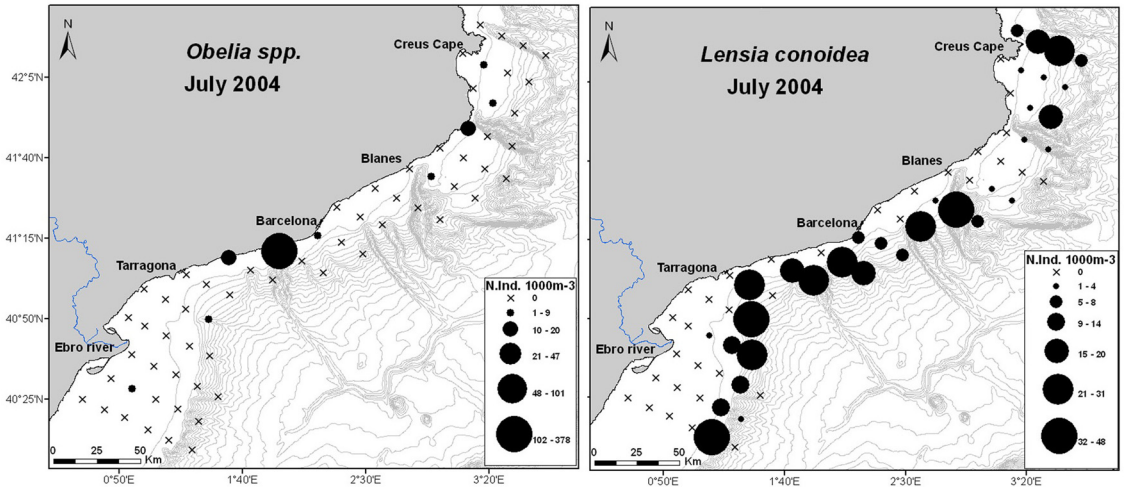 N
Obelia spp.
July 2004
Creus Cape
Blanes
Barcelona
Tarragona
Ebro river
42°5'N
41°40'N
41°15'N
40°50'N
40°25'N
0°50'E
1°40'E
2°30'E
3°20'E
0 25 50
Km
N.Ind. 1000m-3
0
1 - 9
10 - 20
21 - 47
48 - 101
102 - 378
N
Lensia conoidea
July 2004
Creus Cape
Blanes
Barcelona
Tarragona
Ebro river
0°50'E
1°40'E
2°30'E
3°20'E
0 25 50
Km
N.Ind. 1000m-3
0
1 - 4
5 - 8
9 - 14
15 - 20
21 - 31
32 - 48